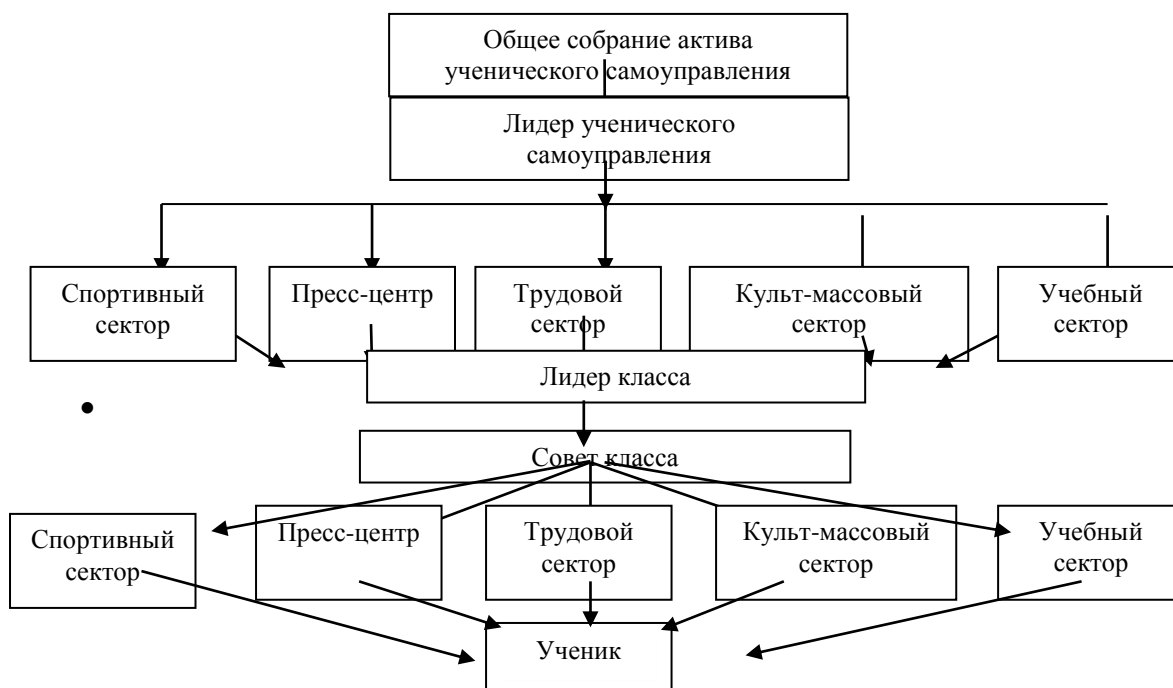 Общее собрание актива
ученического самоуправления
Лидер ученического
самоуправления
Спортивный
сектор
Пресс-центр
Трудовой
сектор
Культ-массовый
сектор
Учебный
сектор
Лидер класса
Совет класса
Спортивный
сектор
Пресс-центр
Трудовой
сектор
Культ-массовый
сектор
Учебный
сектор
Ученик